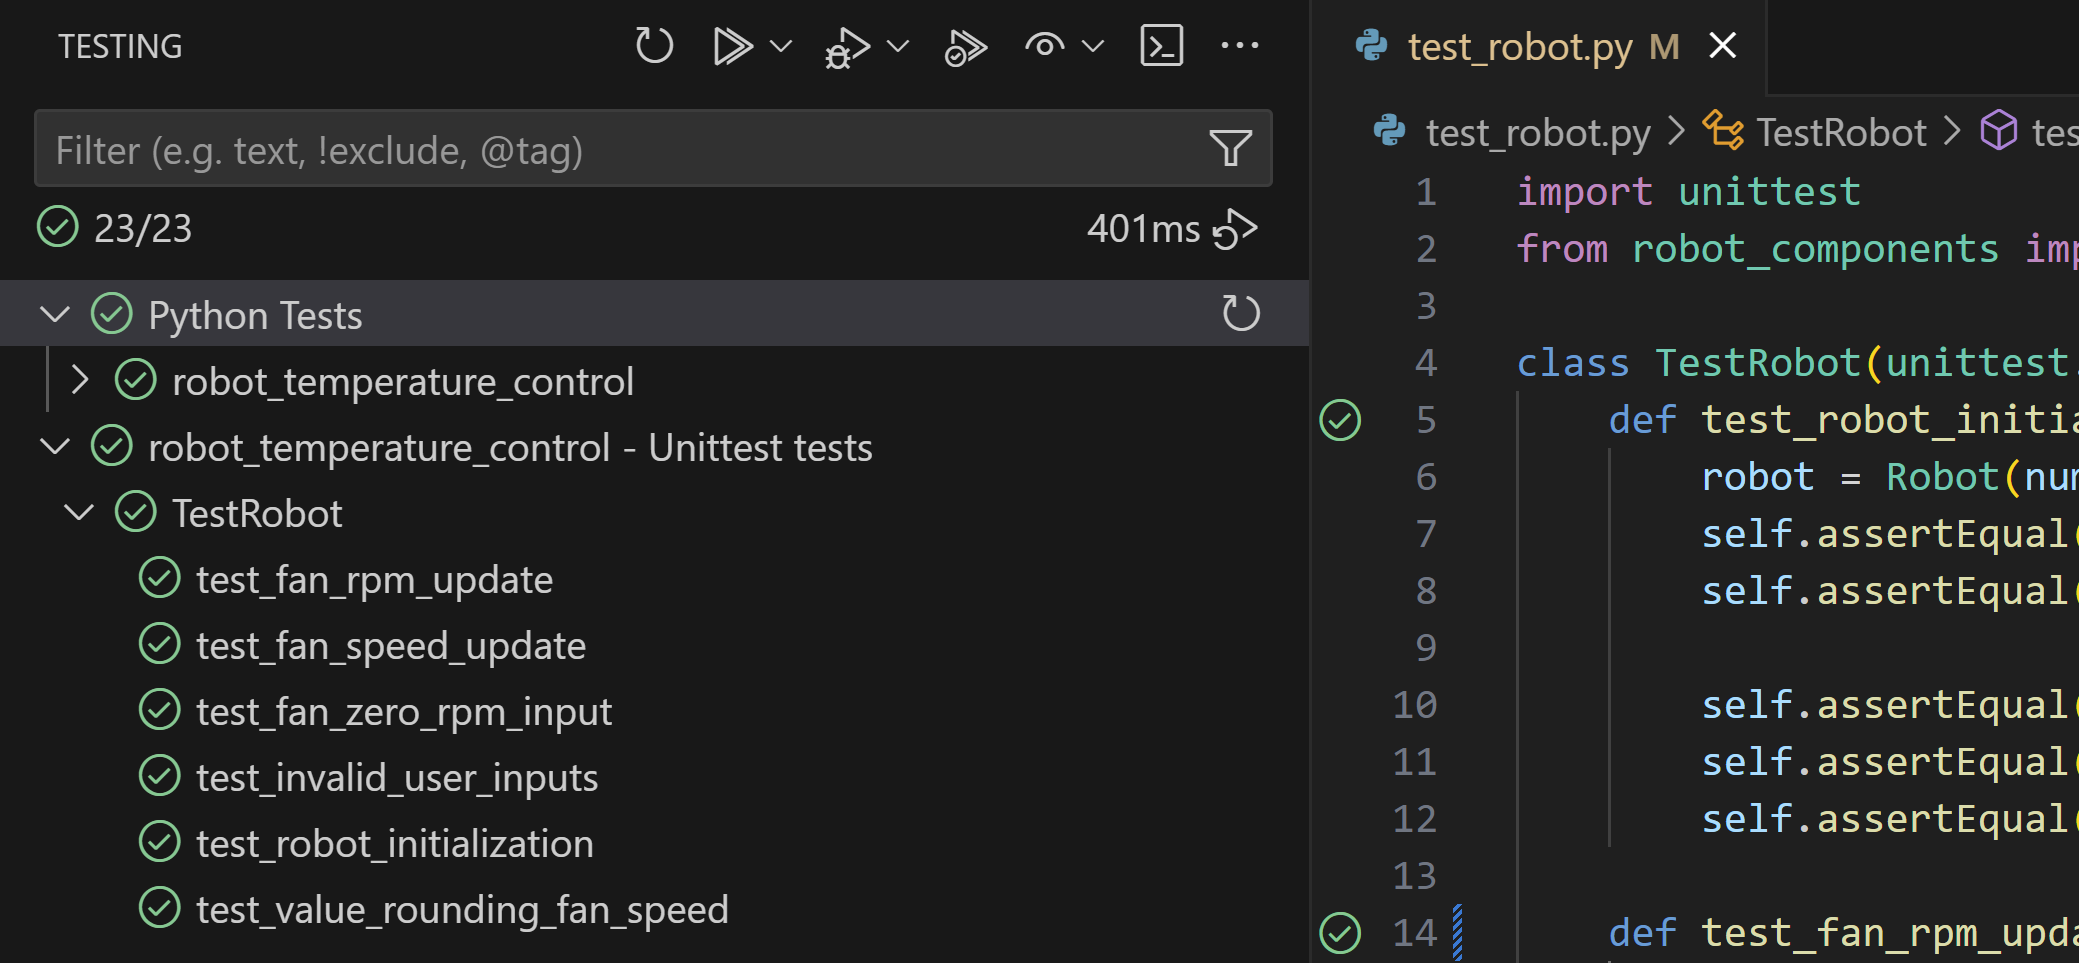 TESTING
Filter (e.g. text, !exclude, @tag)
23/23
401ms
Python Tests
robot_temperature_control
robot_temperature_control - Unittest tests
TestRobot
test_fan_rpm_update
test_fan_speed_update
test_fan_zero_rpm_input
test_invalid_user_inputs
test_robot_initialization
test_value_rounding_fan_speed
test_robot.py M
test_robot.py > TestRobot > tes
1 import unittest
2 from robot_components imp
3
4 class TestRobot(unittest.
5 def test_robot_initia
6 robot = Robot(num
7 self.assertEqual(
8 self.assertEqual(
9
10 self.assertEqual(
11 self.assertEqual(
12 self.assertEqual(
13
14 def test_fan_rpm_upda